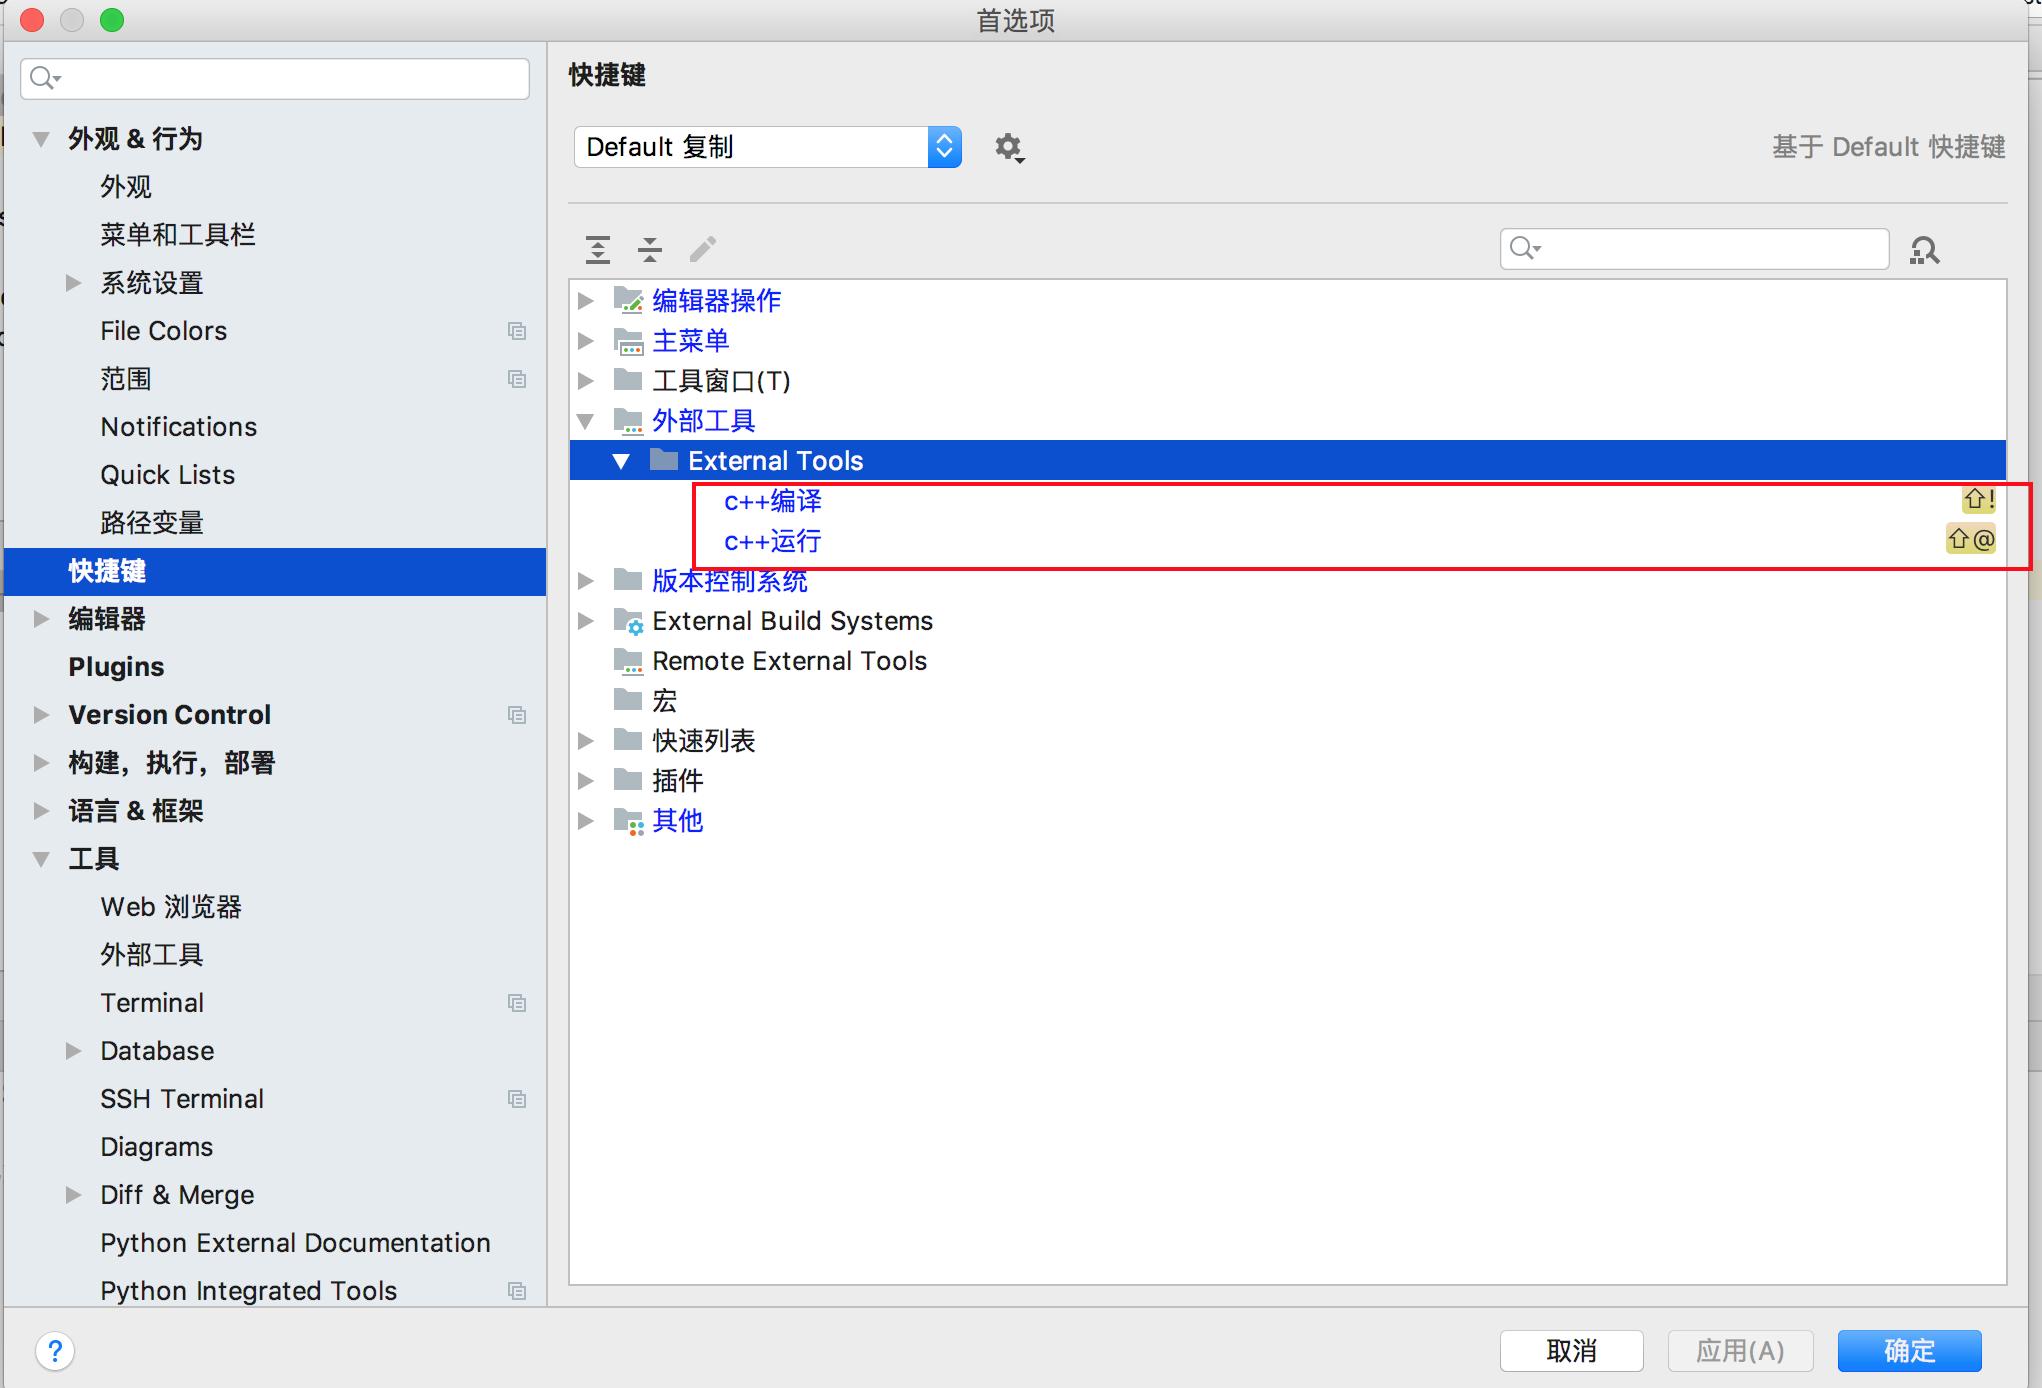 首选项
外观 & 行为
外观
菜单和工具栏
系统设置
File Colors
范围
Notifications
Quick Lists
路径变量
快捷键
编辑器
Plugins
Version Control
构建，执行，部署
语言 & 框架
工具
Web 浏览器
外部工具
Terminal
Database
SSH Terminal
Diagrams
Diff & Merge
Python External Documentation
Python Integrated Tools
快捷键
Default 复制
基于 Default 快捷键
编辑器操作
主菜单
工具窗口(T)
外部工具
External Tools
c++编译 ⇧!
c++运行 ⇧@
版本控制系统
External Build Systems
Remote External Tools
宏
快速列表
插件
其他
?
取消
应用(A)
确定